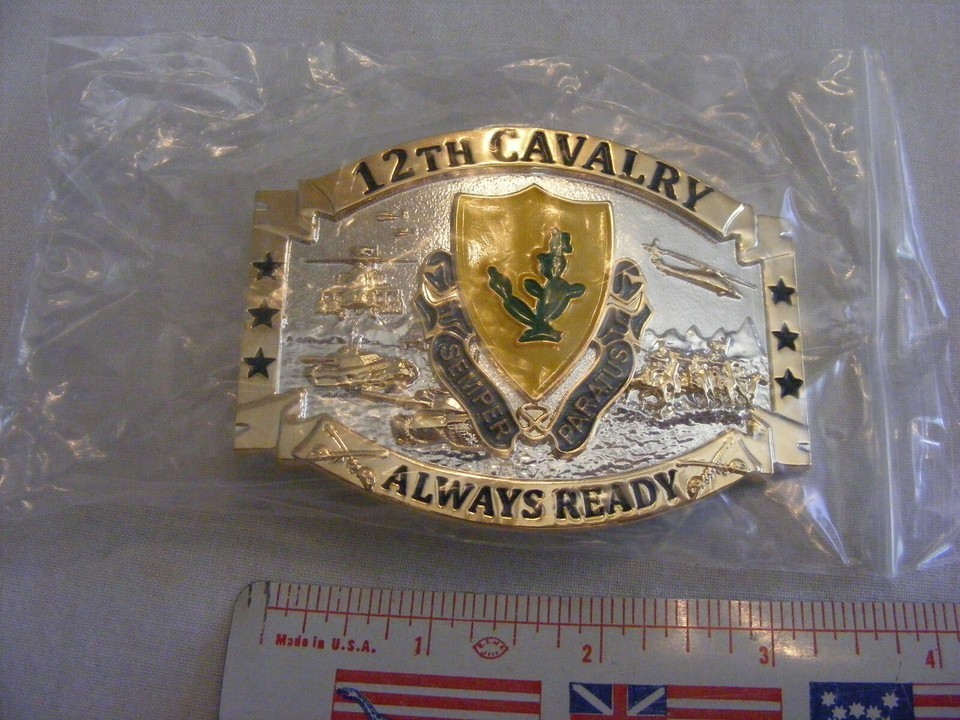 12TH CAVALRY
SEMPER PARATUS
ALWAYS READY
Made in U.S.A.
1 2 3 4